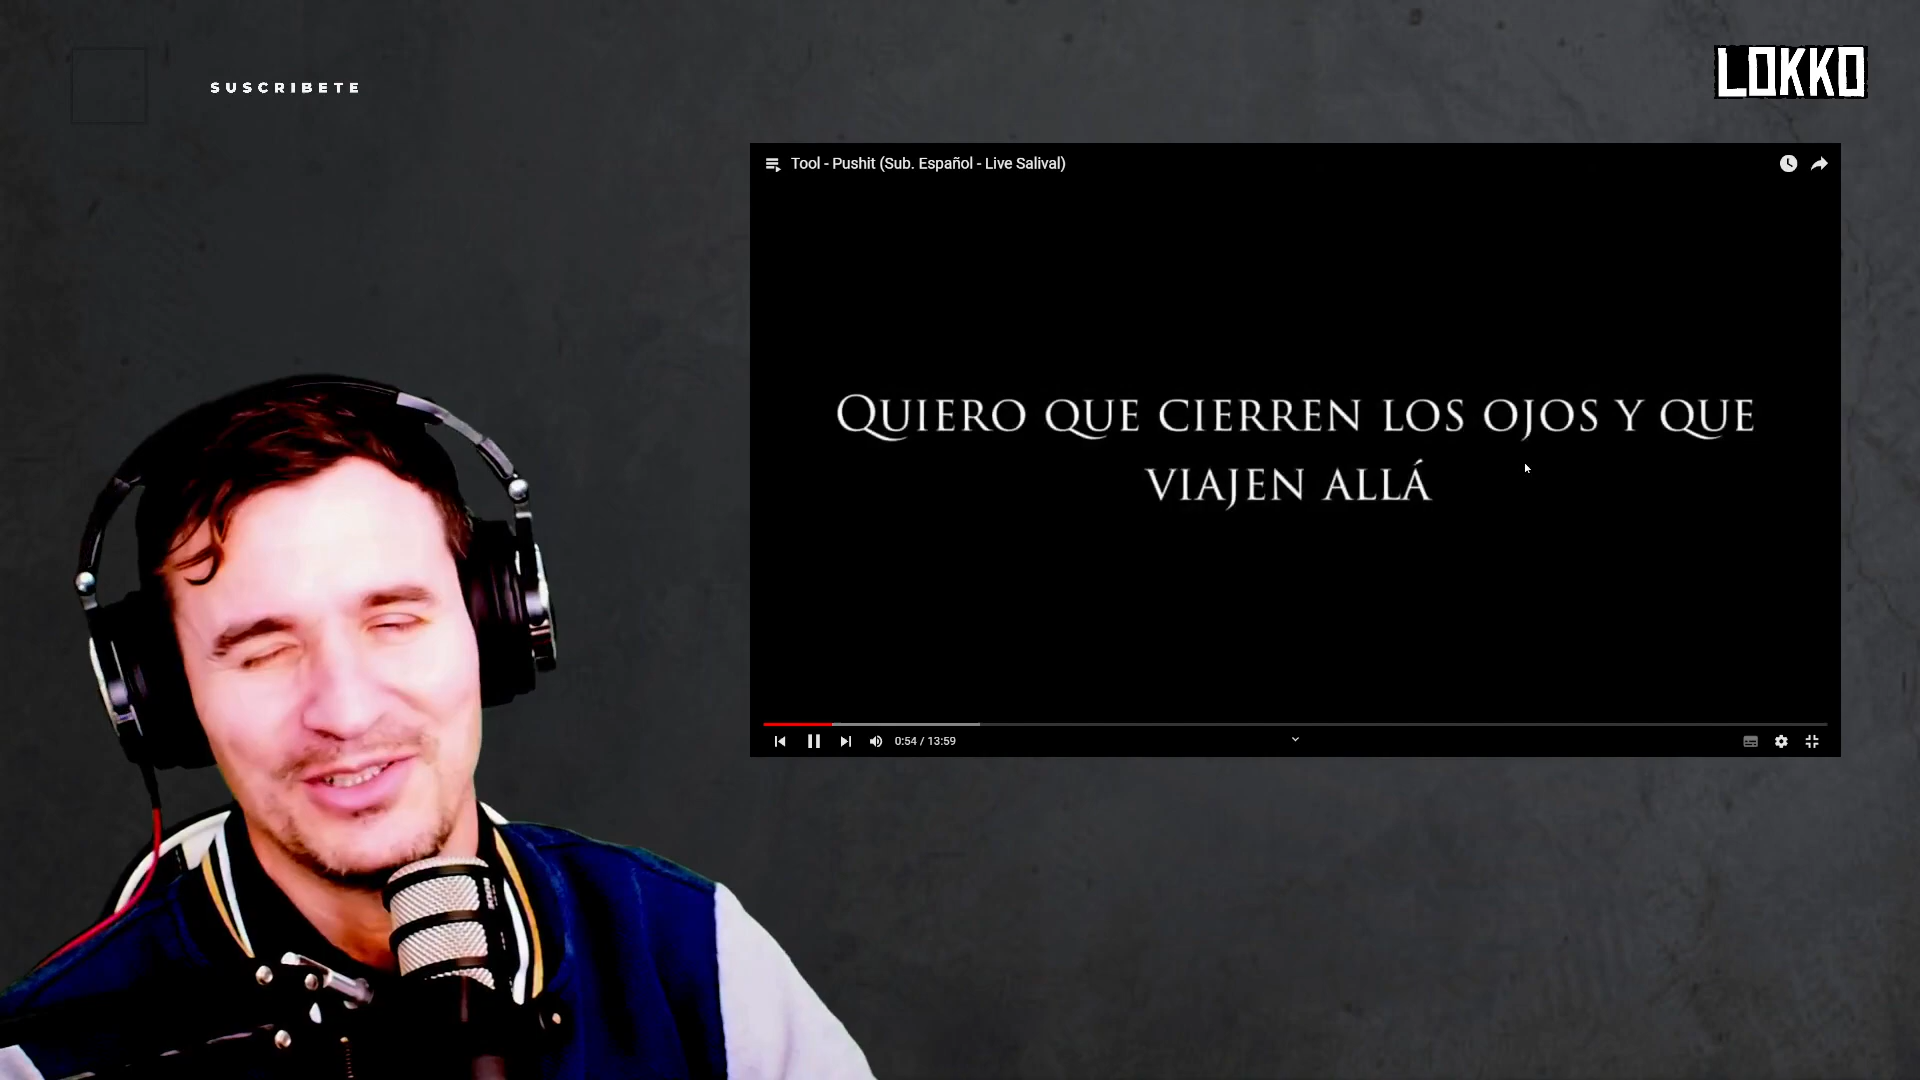 SUSCRIBETE
LOKKO
Tool - Pushit (Sub. Español - Live Salival)
QUIERO QUE CIERREN LOS OJOS Y QUE
VIAJEN ALLÁ
0:54 / 13:59
RODE